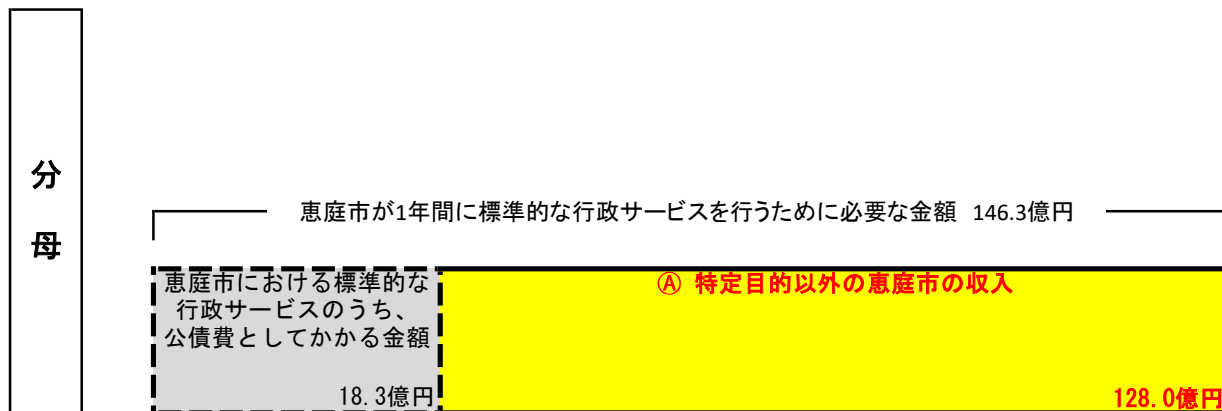 分
母
恵庭市が1年間に標準的な行政サービスを行うために必要な金額 146.3億円
恵庭市における標準的な
行政サービスのうち、
公債費としてかかる金額
18.3億円
Ⓐ 特定目的以外の恵庭市の収入
128.0億円